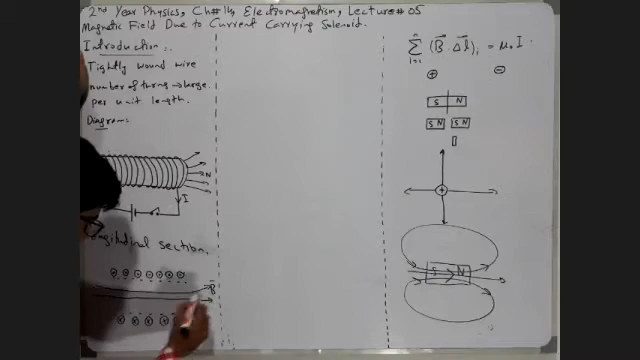 2nd Year Physics, Ch#14, Electromagnetism, Lecture #05
Magnetic Field Due to Current Carrying Solenoid.
Introduction:
Tightly wound wire
number of turns → large
per unit length.
Diagram:
N
I
Longitudinal section.
B
n
∑ (B⃗ . Δl⃗)i = μ₀ I
i=1
+ −
S N
S N S N
+
S N